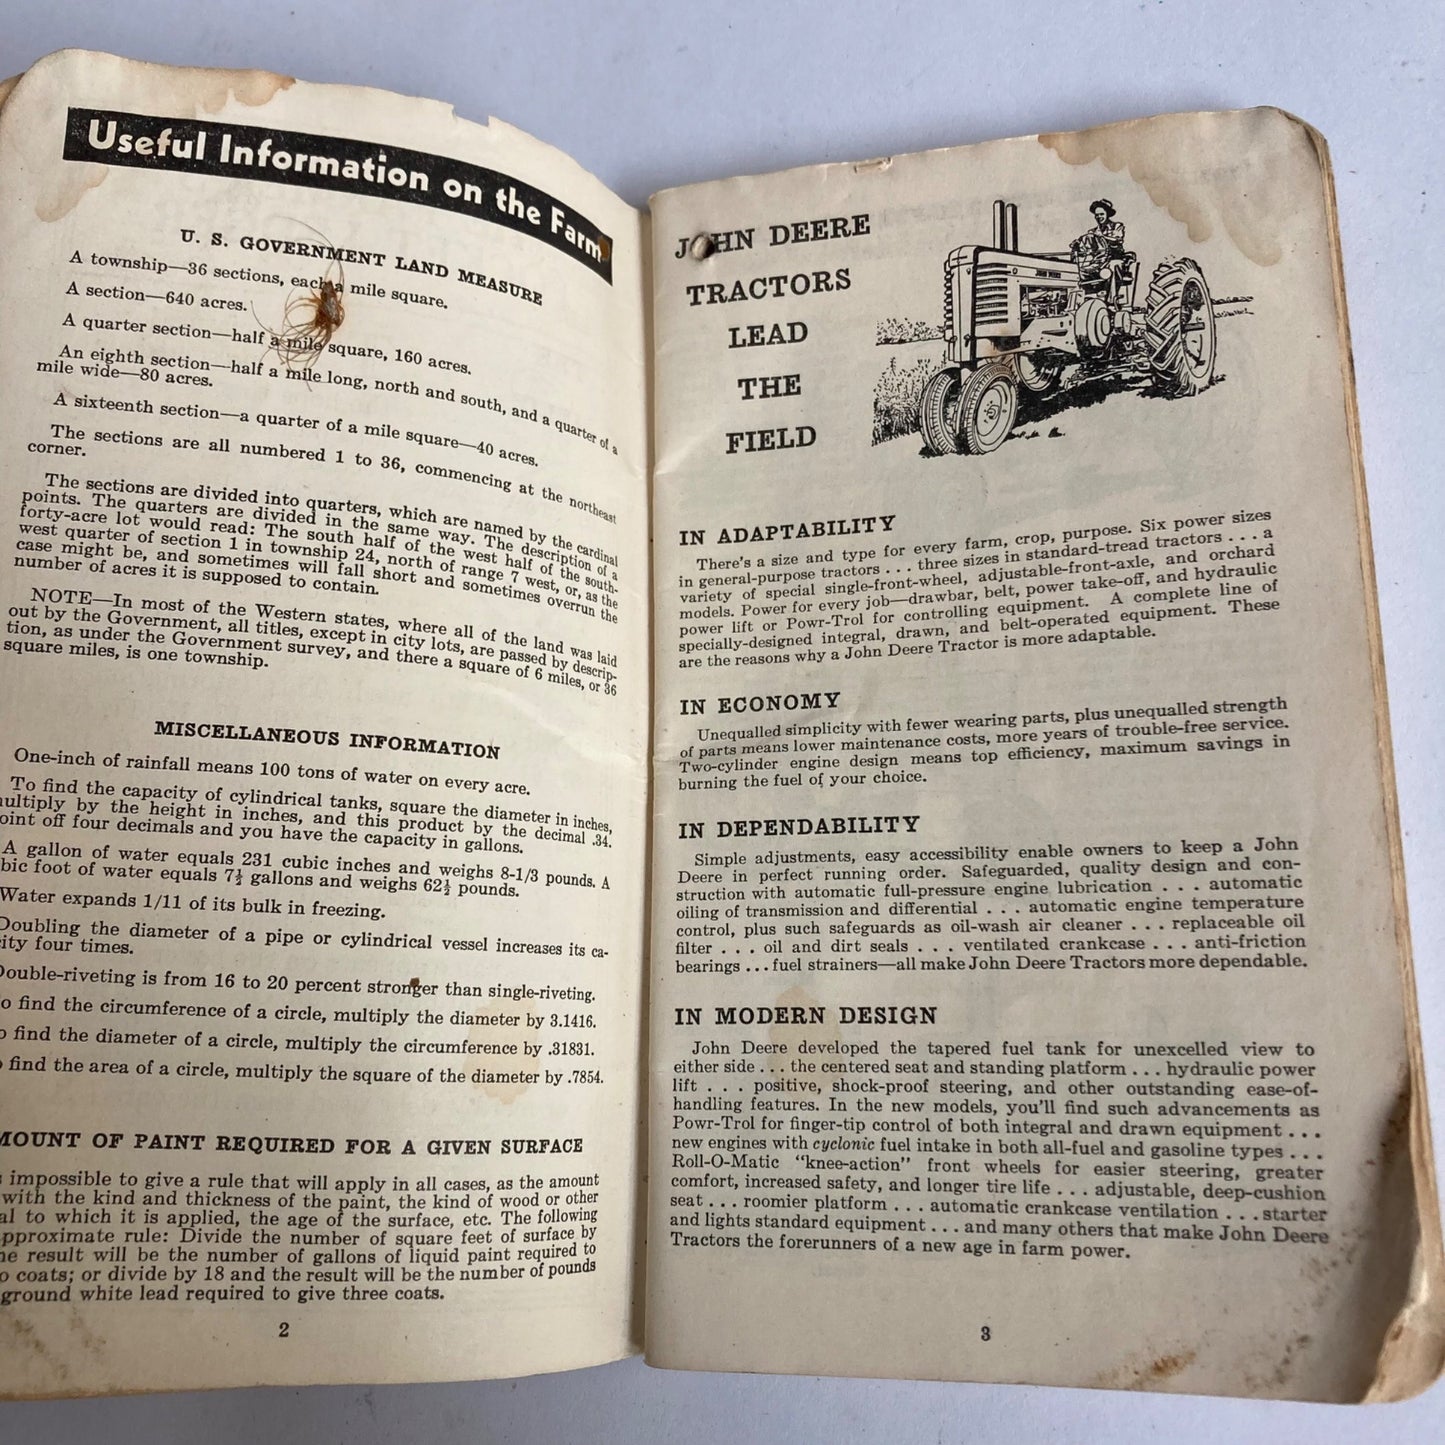 Useful Information on the Farm
U. S. GOVERNMENT LAND MEASURE
A township—36 sections, each a mile square.
A section—640 acres.
A quarter section—half a mile square, 160 acres.
An eighth section—half a mile long, north and south, and a quarter of a
mile wide—80 acres.
A sixteenth section—a quarter of a mile square—40 acres.
The sections are all numbered 1 to 36, commencing at the northeast
corner.
The sections are divided into quarters, which are named by the cardinal
points. The quarters are divided in the same way. The description of a
forty-acre lot would read: The south half of the west half of the south-
west quarter of section 1 in township 24, north of range 7 west, or, as the
case might be, and sometimes will fall short and sometimes overrun the
number of acres it is supposed to contain.
NOTE—In most of the Western states, where all of the land was laid
out by the Government, all titles, except in city lots, are passed by descrip-
tion, as under the Government survey, and there a square of 6 miles, or 36
square miles, is one township.
MISCELLANEOUS INFORMATION
One-inch of rainfall means 100 tons of water on every acre.
To find the capacity of cylindrical tanks, square the diameter in inches,
ultiply by the height in inches, and this product by the decimal .34.
oint off four decimals and you have the capacity in gallons.
A gallon of water equals 231 cubic inches and weighs 8-1/3 pounds. A
bic foot of water equals 7½ gallons and weighs 62½ pounds.
Water expands 1/11 of its bulk in freezing.
Doubling the diameter of a pipe or cylindrical vessel increases its ca-
ity four times.
Double-riveting is from 16 to 20 percent stronger than single-riveting.
o find the circumference of a circle, multiply the diameter by 3.1416.
o find the diameter of a circle, multiply the circumference by .31831.
find the area of a circle, multiply the square of the diameter by .7854.
MOUNT OF PAINT REQUIRED FOR A GIVEN SURFACE
impossible to give a rule that will apply in all cases, as the amount
with the kind and thickness of the paint, the kind of wood or other
al to which it is applied, the age of the surface, etc. The following
pproximate rule: Divide the number of square feet of surface by
he result will be the number of gallons of liquid paint required to
o coats; or divide by 18 and the result will be the number of pounds
ground white lead required to give three coats.
2
JOHN DEERE
TRACTORS
LEAD
THE
FIELD
JOHN DEERE
IN ADAPTABILITY
There's a size and type for every farm, crop, purpose. Six power sizes
in general-purpose tractors . . . three sizes in standard-tread tractors . . . a
variety of special single-front-wheel, adjustable-front-axle, and orchard
models. Power for every job—drawbar, belt, power take-off, and hydraulic
power lift or Powr-Trol for controlling equipment. A complete line of
specially-designed integral, drawn, and belt-operated equipment. These
are the reasons why a John Deere Tractor is more adaptable.
IN ECONOMY
Unequalled simplicity with fewer wearing parts, plus unequalled strength
of parts means lower maintenance costs, more years of trouble-free service.
Two-cylinder engine design means top efficiency, maximum savings in
burning the fuel of your choice.
IN DEPENDABILITY
Simple adjustments, easy accessibility enable owners to keep a John
Deere in perfect running order. Safeguarded, quality design and con-
struction with automatic full-pressure engine lubrication . . . automatic
oiling of transmission and differential . . . automatic engine temperature
control, plus such safeguards as oil-wash air cleaner . . . replaceable oil
filter . . . oil and dirt seals . . . ventilated crankcase . . . anti-friction
bearings . . . fuel strainers—all make John Deere Tractors more dependable.
IN MODERN DESIGN
John Deere developed the tapered fuel tank for unexcelled view to
either side . . . the centered seat and standing platform . . . hydraulic power
lift . . . positive, shock-proof steering, and other outstanding ease-of-
handling features. In the new models, you'll find such advancements as
Powr-Trol for finger-tip control of both integral and drawn equipment . . .
new engines with cyclonic fuel intake in both all-fuel and gasoline types . . .
Roll-O-Matic "knee-action" front wheels for easier steering, greater
comfort, increased safety, and longer tire life . . . adjustable, deep-cushion
seat . . . roomier platform . . . automatic crankcase ventilation . . . starter
and lights standard equipment . . . and many others that make John Deere
Tractors the forerunners of a new age in farm power.
3